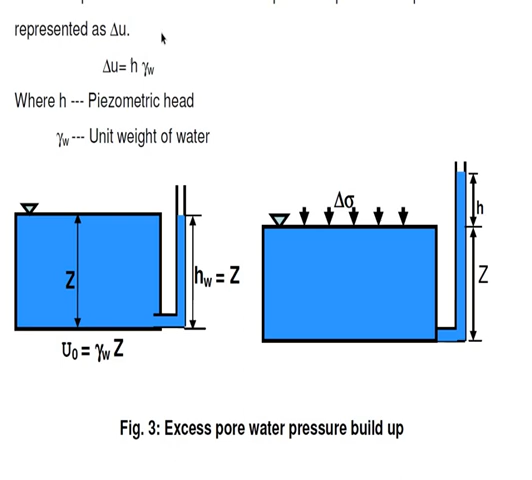 represented as Δu.
Δu= h γw
Where h --- Piezometric head
γw --- Unit weight of water
Z
hw = Z
U0 = γw Z
Δσ
h
Z
Fig. 3: Excess pore water pressure build up